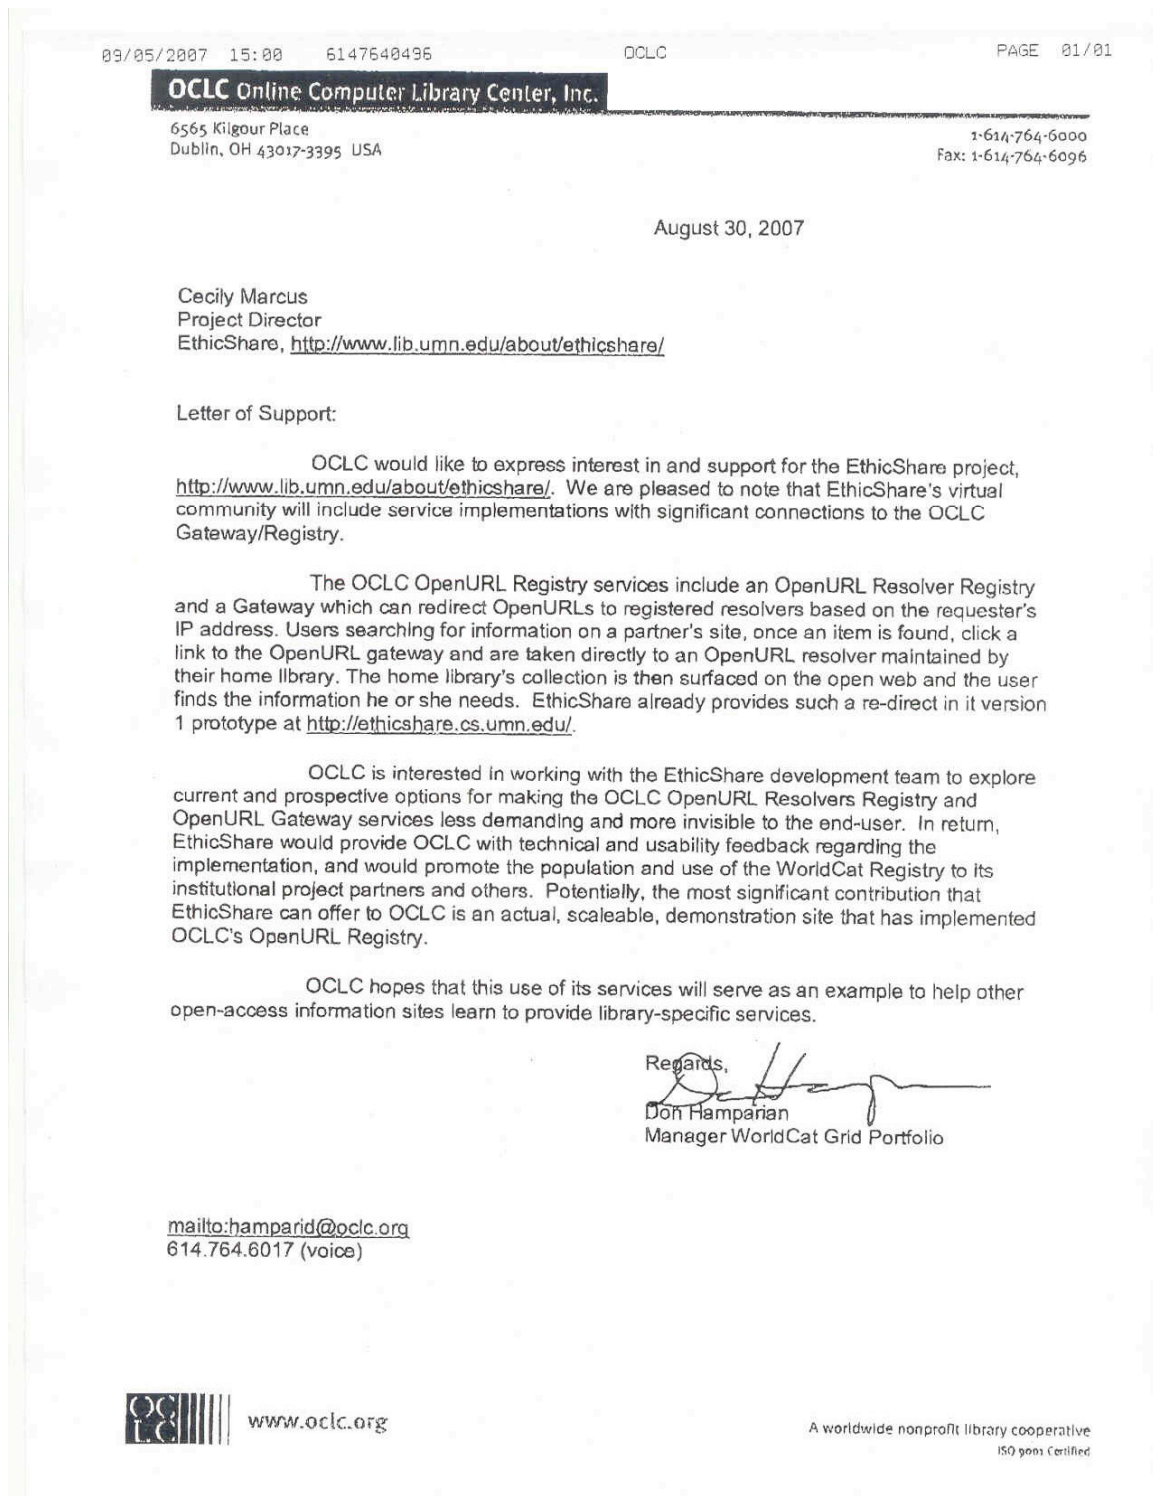 09/05/2007 15:00 6147640496 OCLC PAGE 01/01
OCLC Online Computer Library Center, Inc.
6565 Kilgour Place
Dublin, OH 43017-3395 USA
1-614-764-6000
Fax: 1-614-764-6096
August 30, 2007
Cecily Marcus
Project Director
EthicShare, http://www.lib.umn.edu/about/ethicshare/
Letter of Support:
OCLC would like to express interest in and support for the EthicShare project,
http://www.lib.umn.edu/about/ethicshare/. We are pleased to note that EthicShare's virtual
community will include service implementations with significant connections to the OCLC
Gateway/Registry.
The OCLC OpenURL Registry services include an OpenURL Resolver Registry
and a Gateway which can redirect OpenURLs to registered resolvers based on the requester's
IP address. Users searching for information on a partner's site, once an item is found, click a
link to the OpenURL gateway and are taken directly to an OpenURL resolver maintained by
their home library. The home library's collection is then surfaced on the open web and the user
finds the information he or she needs. EthicShare already provides such a re-direct in it version
1 prototype at http://ethicshare.cs.umn.edu/.
OCLC is interested in working with the EthicShare development team to explore
current and prospective options for making the OCLC OpenURL Resolvers Registry and
OpenURL Gateway services less demanding and more invisible to the end-user. In return,
EthicShare would provide OCLC with technical and usability feedback regarding the
implementation, and would promote the population and use of the WorldCat Registry to its
institutional project partners and others. Potentially, the most significant contribution that
EthicShare can offer to OCLC is an actual, scaleable, demonstration site that has implemented
OCLC's OpenURL Registry.
OCLC hopes that this use of its services will serve as an example to help other
open-access information sites learn to provide library-specific services.
Regards,
Don Hamparian
Manager WorldCat Grid Portfolio
mailto:hamparid@oclc.org
614.764.6017 (voice)
OCLC
www.oclc.org
A worldwide nonprofit library cooperative
ISO 9001 Certified